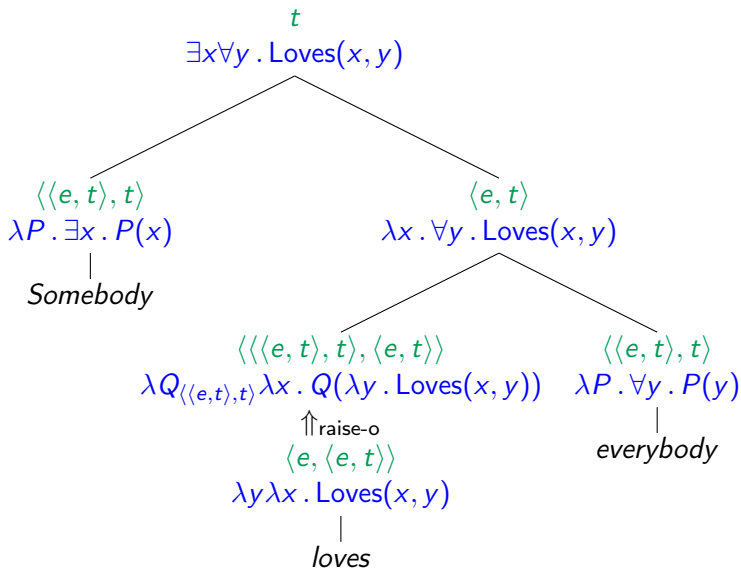 t
∃x∀y . Loves(x, y)
⟨⟨e, t⟩, t⟩
λP . ∃x . P(x)
Somebody
⟨e, t⟩
λx . ∀y . Loves(x, y)
⟨⟨⟨e, t⟩, t⟩, ⟨e, t⟩⟩
λQ⟨⟨e,t⟩,t⟩λx . Q(λy . Loves(x, y))
⇑raise-o
⟨e, ⟨e, t⟩⟩
λyλx . Loves(x, y)
loves
⟨⟨e, t⟩, t⟩
λP . ∀y . P(y)
everybody